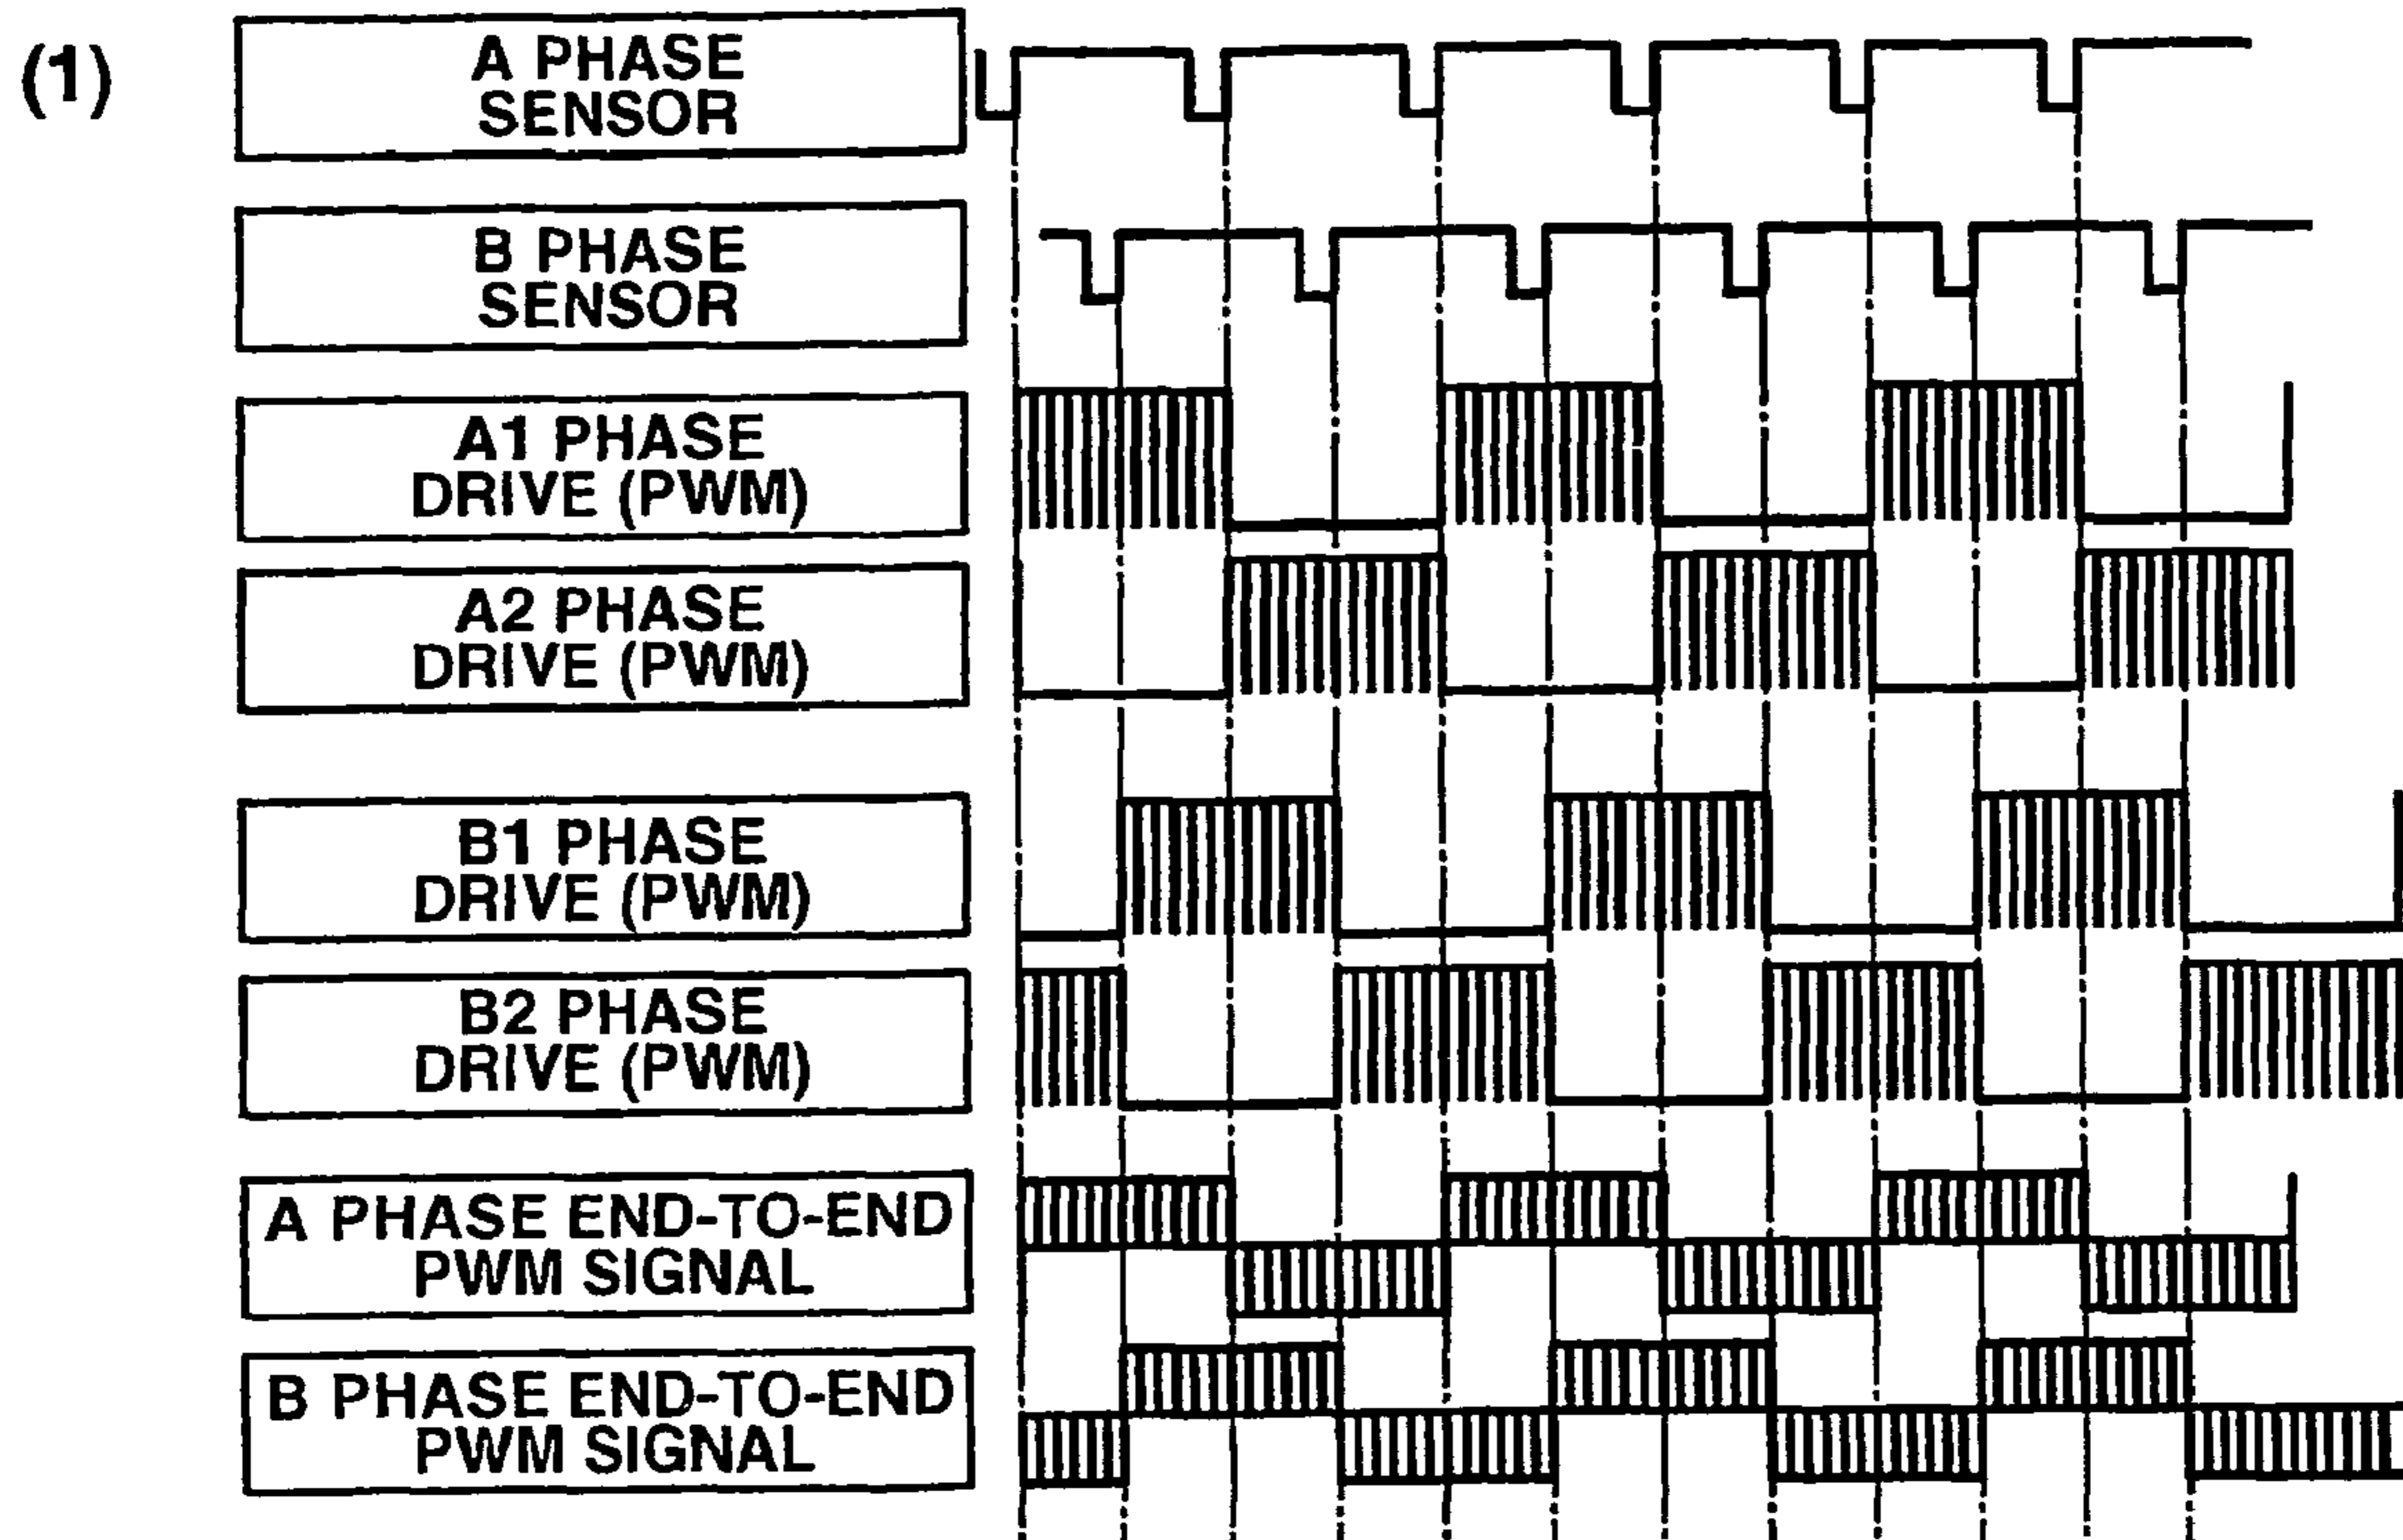 (1)
A PHASE
SENSOR
B PHASE
SENSOR
A1 PHASE
DRIVE (PWM)
A2 PHASE
DRIVE (PWM)
B1 PHASE
DRIVE (PWM)
B2 PHASE
DRIVE (PWM)
A PHASE END-TO-END
PWM SIGNAL
B PHASE END-TO-END
PWM SIGNAL